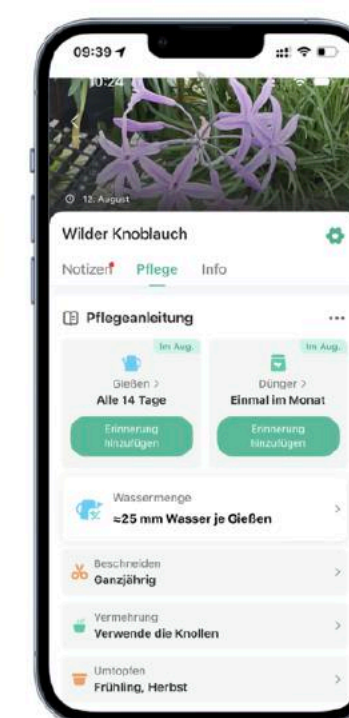 09:39
10:24
12. August
Wilder Knoblauch
Notizen Pflege Info
Pflegeanleitung
Im Aug. Im Aug.
Gießen > Dünger >
Alle 14 Tage Einmal im Monat
Erinnerung Erinnerung
hinzufügen hinzufügen
Wassermenge
≈25 mm Wasser je Gießen
Beschneiden
Ganzjährig
Vermehrung
Verwende die Knollen
Umtopfen
Frühling, Herbst